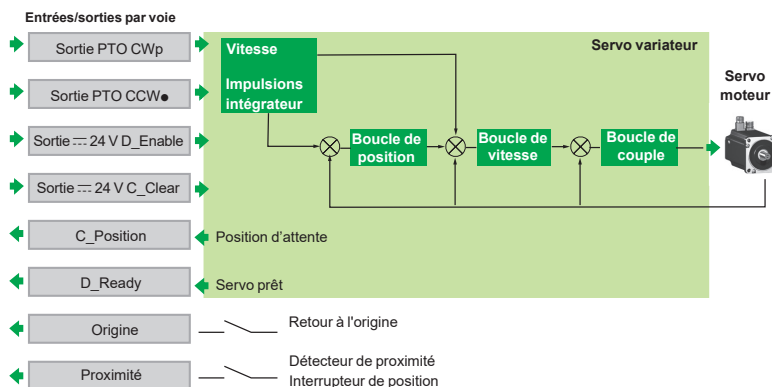 Entrées/sorties par voie
Sortie PTO CWp
Sortie PTO CCW●
Sortie ⎓ 24 V D_Enable
Sortie ⎓ 24 V C_Clear
C_Position
D_Ready
Origine
Proximité
Vitesse
Impulsions
intégrateur
Servo variateur
Boucle de
position
Boucle de
vitesse
Boucle de
couple
Servo
moteur
Position d'attente
Servo prêt
Retour à l'origine
Détecteur de proximité
Interrupteur de position